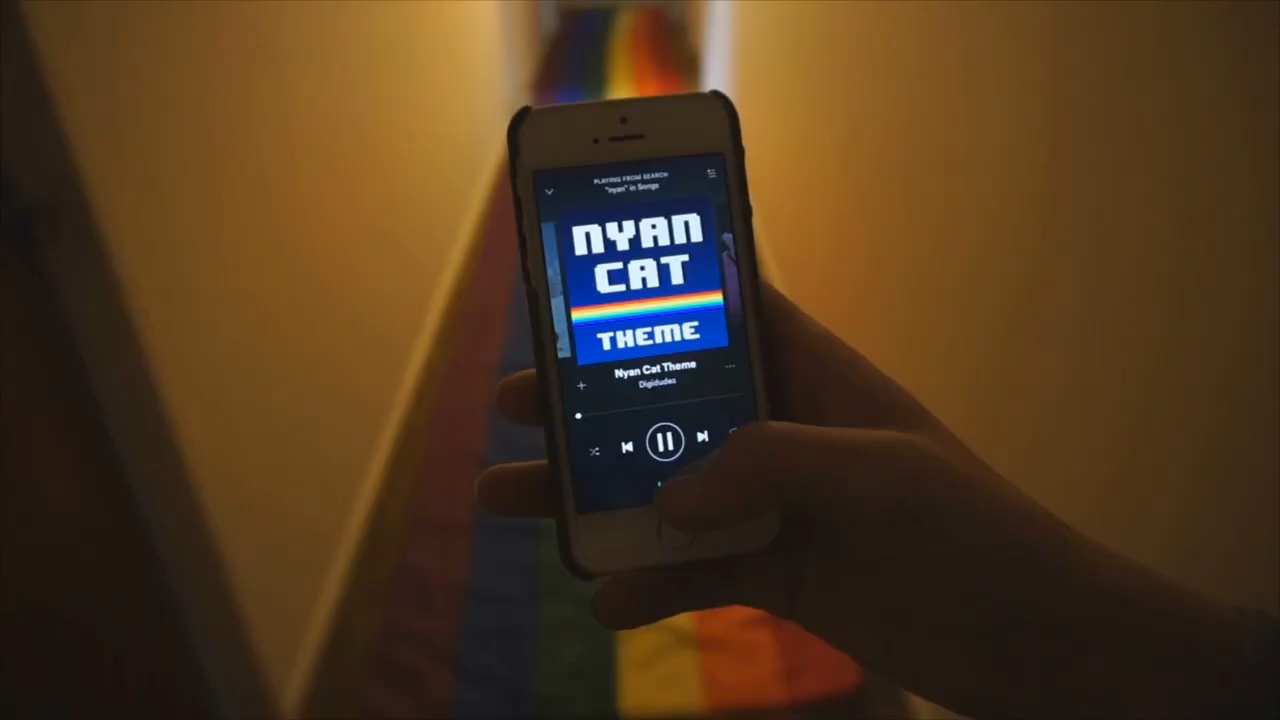 PLAYING FROM SEARCH
"nyan" in Songs
NYAN
CAT
THEME
Nyan Cat Theme
Digidudes